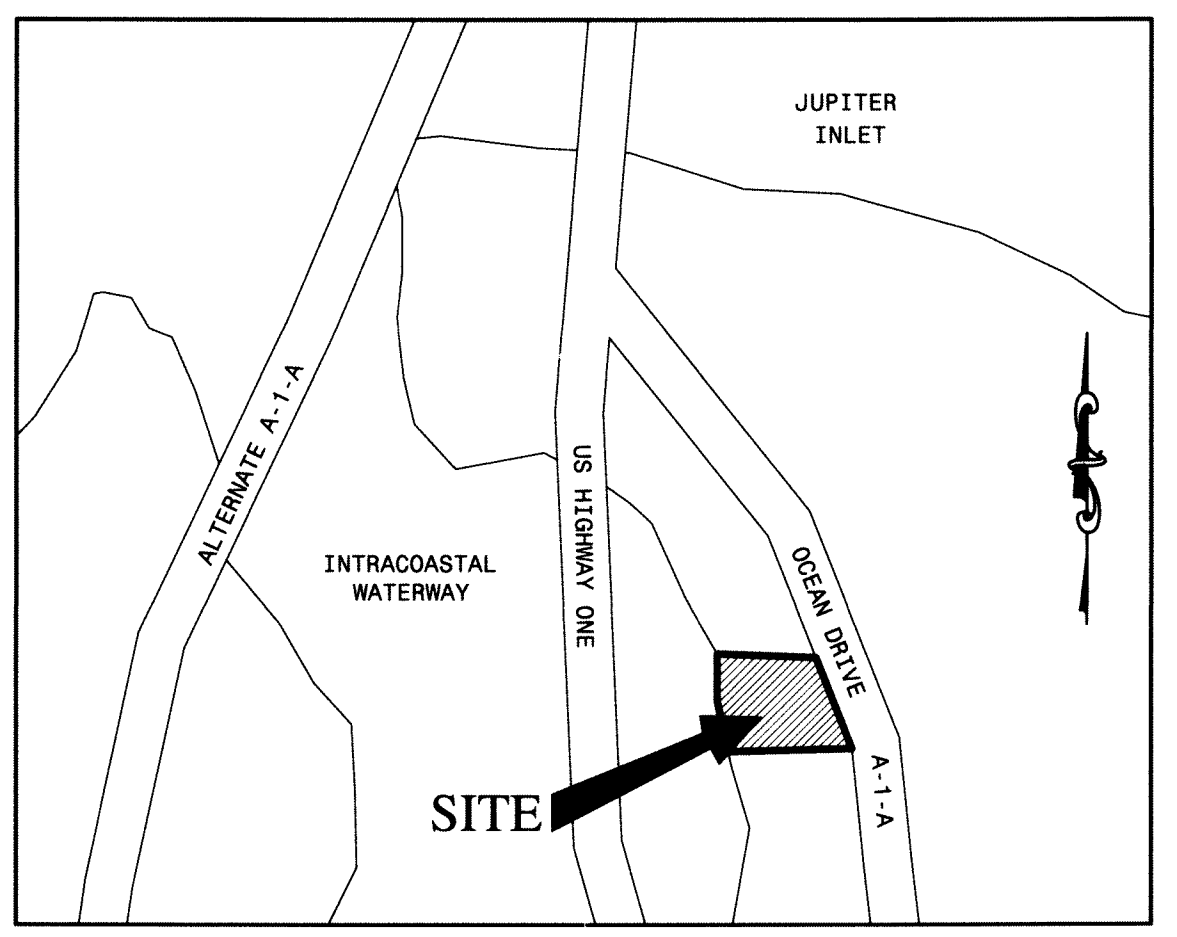 JUPITER
INLET
ALTERNATE A-1-A
US HIGHWAY ONE
INTRACOASTAL
WATERWAY
OCEAN DRIVE
A-1-A
SITE